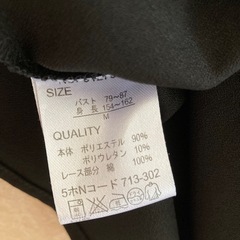 SIZE
バスト 79~87
身長 154~162
M
QUALITY
本体 ポリエステル 90%
ポリウレタン 10%
レース部分 綿 100%
5ホNコード 713-302